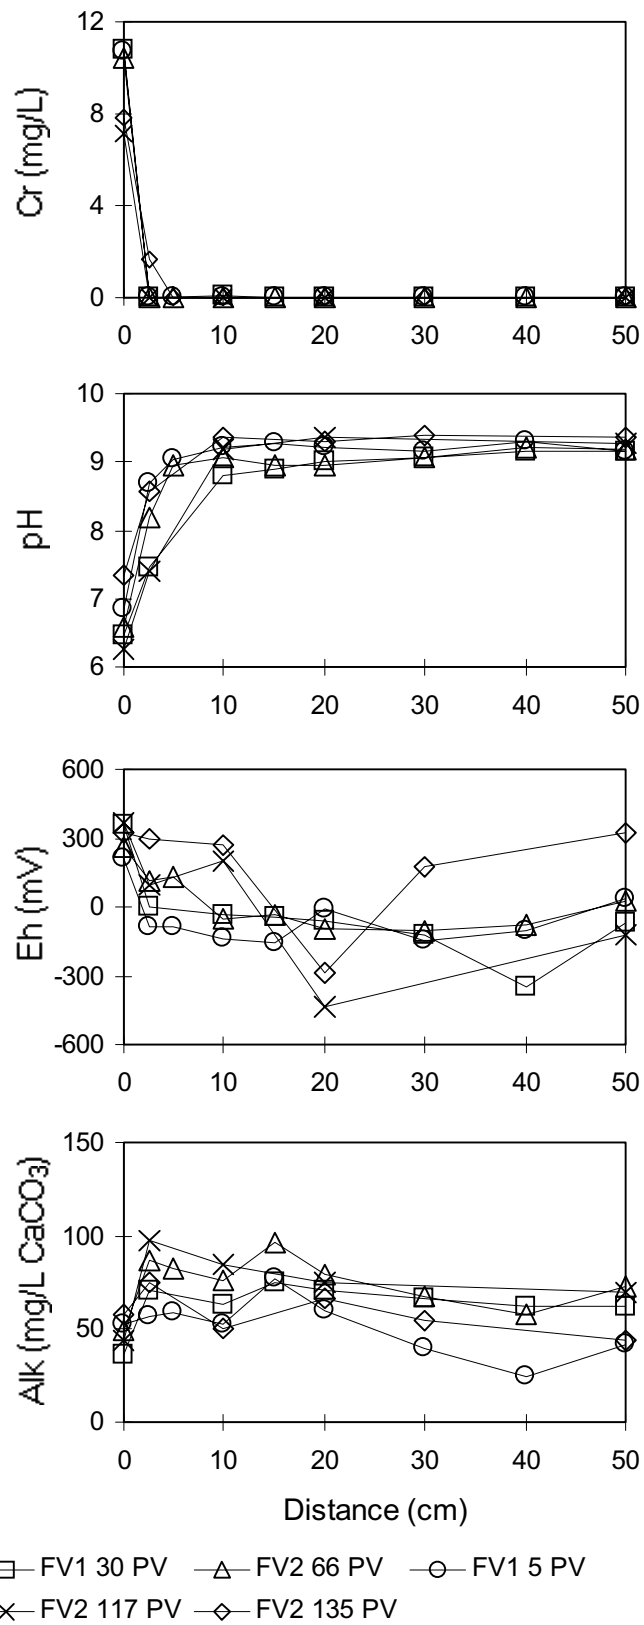 12
8
4
0
Cr (mg/L)
0 10 20 30 40 50
10
9
8
7
6
pH
0 10 20 30 40 50
600
300
0
-300
-600
Eh (mV)
0 10 20 30 40 50
150
100
50
0
Alk (mg/L CaCO₃)
0 10 20 30 40 50
Distance (cm)
FV1 30 PV FV2 66 PV FV1 5 PV
FV2 117 PV FV2 135 PV